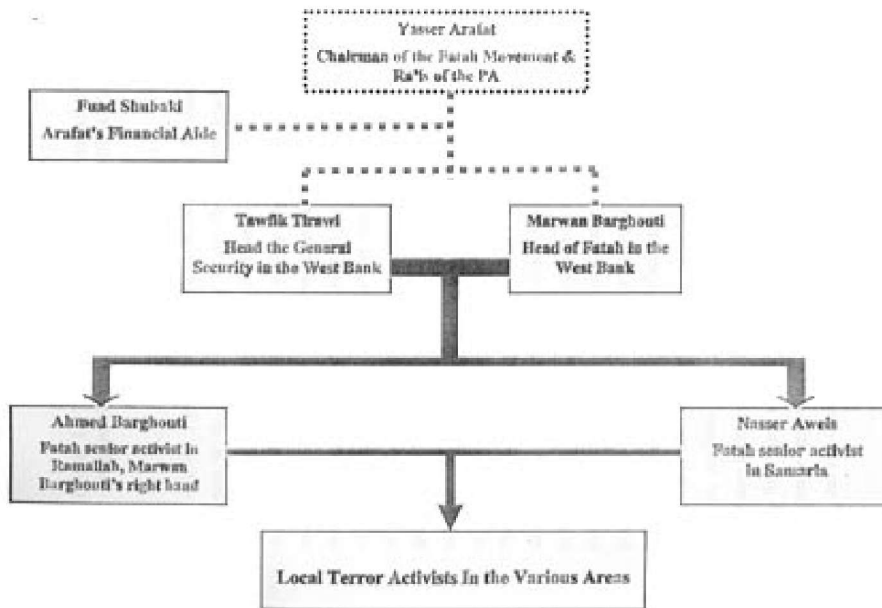 Yasser Arafat
Chairman of the Fatah Movement &
Ra'is of the PA
Fuad Shubaki
Arafat's Financial Aide
Tawfik Tirawi
Head the General
Security in the West Bank
Marwan Barghouti
Head of Fatah in the
West Bank
Ahmed Barghouti
Fatah senior activist in
Ramallah, Marwan
Barghouti's right hand
Nasser Aweis
Fatah senior activist
in Samaria
Local Terror Activists In the Various Areas